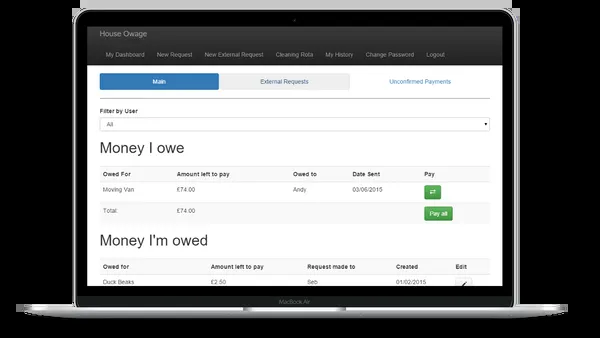 House Owage
My Dashboard New Request New External Request Cleaning Rota My History Change Password Logout
Main External Requests Unconfirmed Payments
Filter by User
All
Money I owe
Owed For Amount left to pay Owed to Date Sent Pay
Moving Van £74.00 Andy 03/06/2015
Total: £74.00 Pay all
Money I'm owed
Owed for Amount left to pay Request made to Created Edit
Duck Beaks £2.50 Seb 01/02/2015
MacBook Air